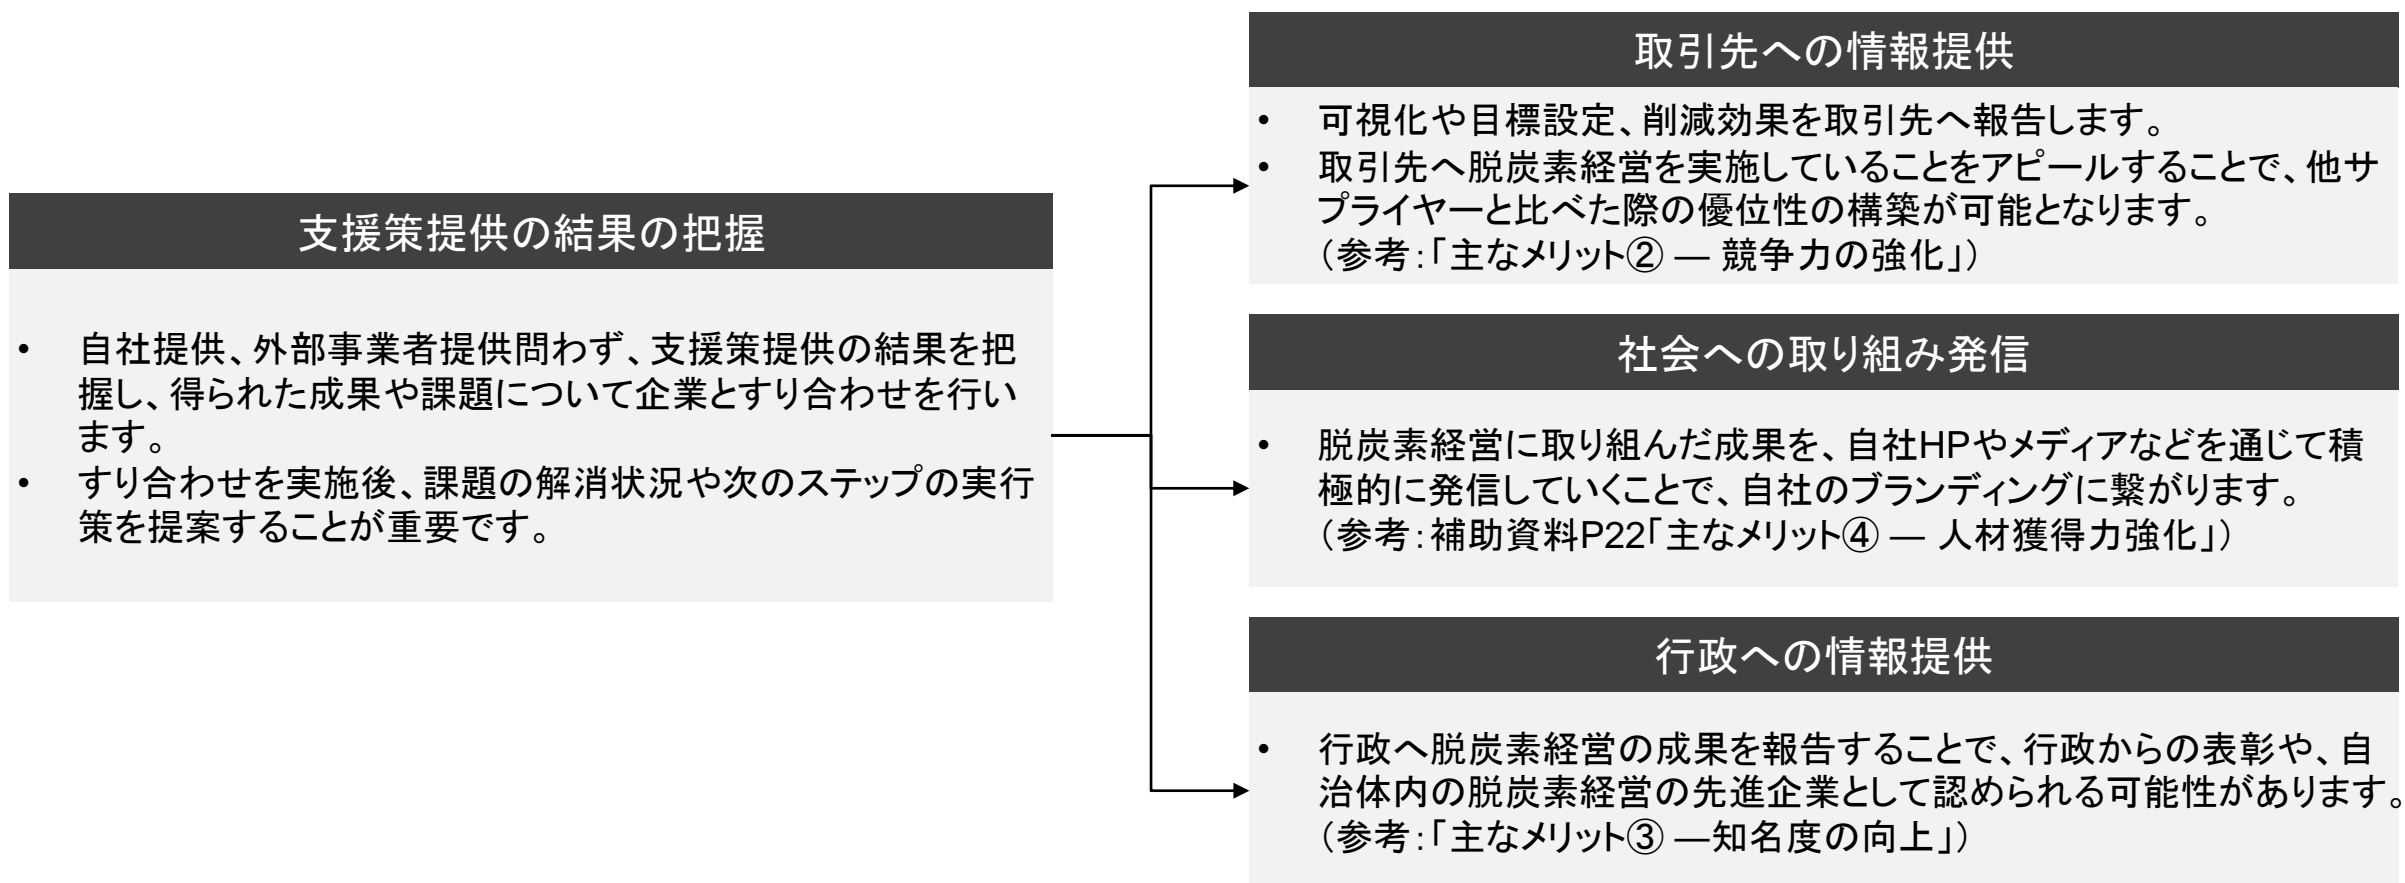 支援策提供の結果の把握
• 自社提供、外部事業者提供問わず、支援策提供の結果を把
握し、得られた成果や課題について企業とすり合わせを行い
ます。
• すり合わせを実施後、課題の解消状況や次のステップの実行
策を提案することが重要です。
取引先への情報提供
• 可視化や目標設定、削減効果を取引先へ報告します。
• 取引先へ脱炭素経営を実施していることをアピールすることで、他サ
プライヤーと比べた際の優位性の構築が可能となります。
（参考：「主なメリット② ― 競争力の強化」）
社会への取り組み発信
• 脱炭素経営に取り組んだ成果を、自社HPやメディアなどを通じて積
極的に発信していくことで、自社のブランディングに繋がります。
（参考：補助資料P22「主なメリット④ ― 人材獲得力強化」）
行政への情報提供
• 行政へ脱炭素経営の成果を報告することで、行政からの表彰や、自
治体内の脱炭素経営の先進企業として認められる可能性があります。
（参考：「主なメリット③ ―知名度の向上」）